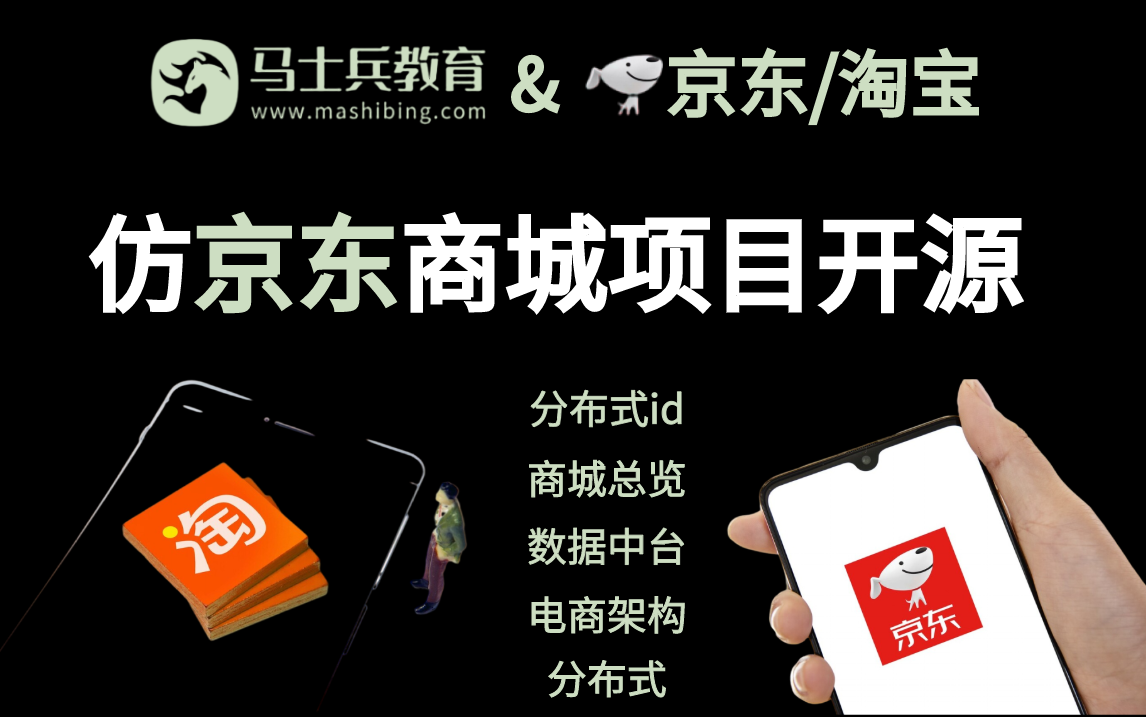 马士兵教育 & 京东/淘宝
www.mashibing.com
仿京东商城项目开源
分布式id
商城总览
数据中台
电商架构
分布式
淘
京东